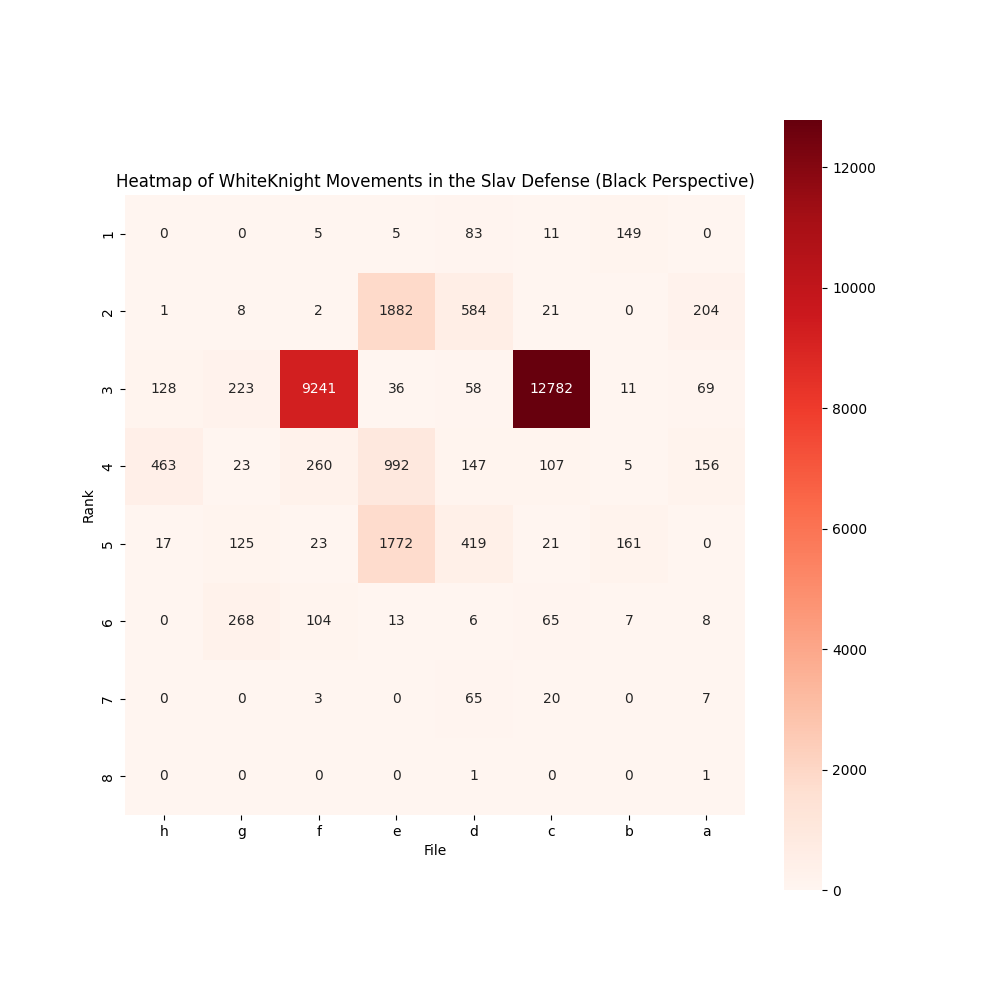 Heatmap of WhiteKnight Movements in the Slav Defense (Black Perspective)
12000
10000
8000
6000
4000
2000
0
Rank
1 0 0 5 5 83 11 149 0
2 1 8 2 1882 584 21 0 204
3 128 223 9241 36 58 12782 11 69
4 463 23 260 992 147 107 5 156
5 17 125 23 1772 419 21 161 0
6 0 268 104 13 6 65 7 8
7 0 0 3 0 65 20 0 7
8 0 0 0 0 1 0 0 1
h g f e d c b a
File